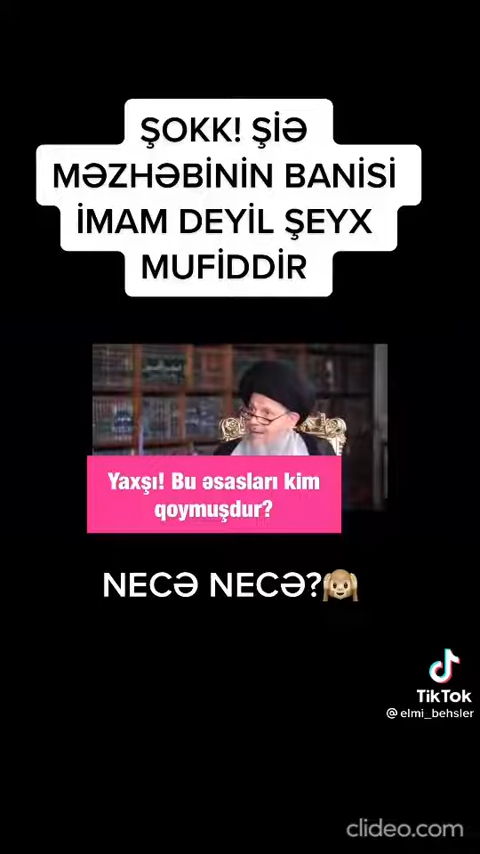 ŞOKK! ŞİƏ
MƏZHƏBİNİN BANİSİ
İMAM DEYİL ŞEYX
MUFİDDİR
Yaxşı! Bu əsasları kim
qoymuşdur?
NECƏ NECƏ?🙉
TikTok
@elmi_behsler
clideo.com